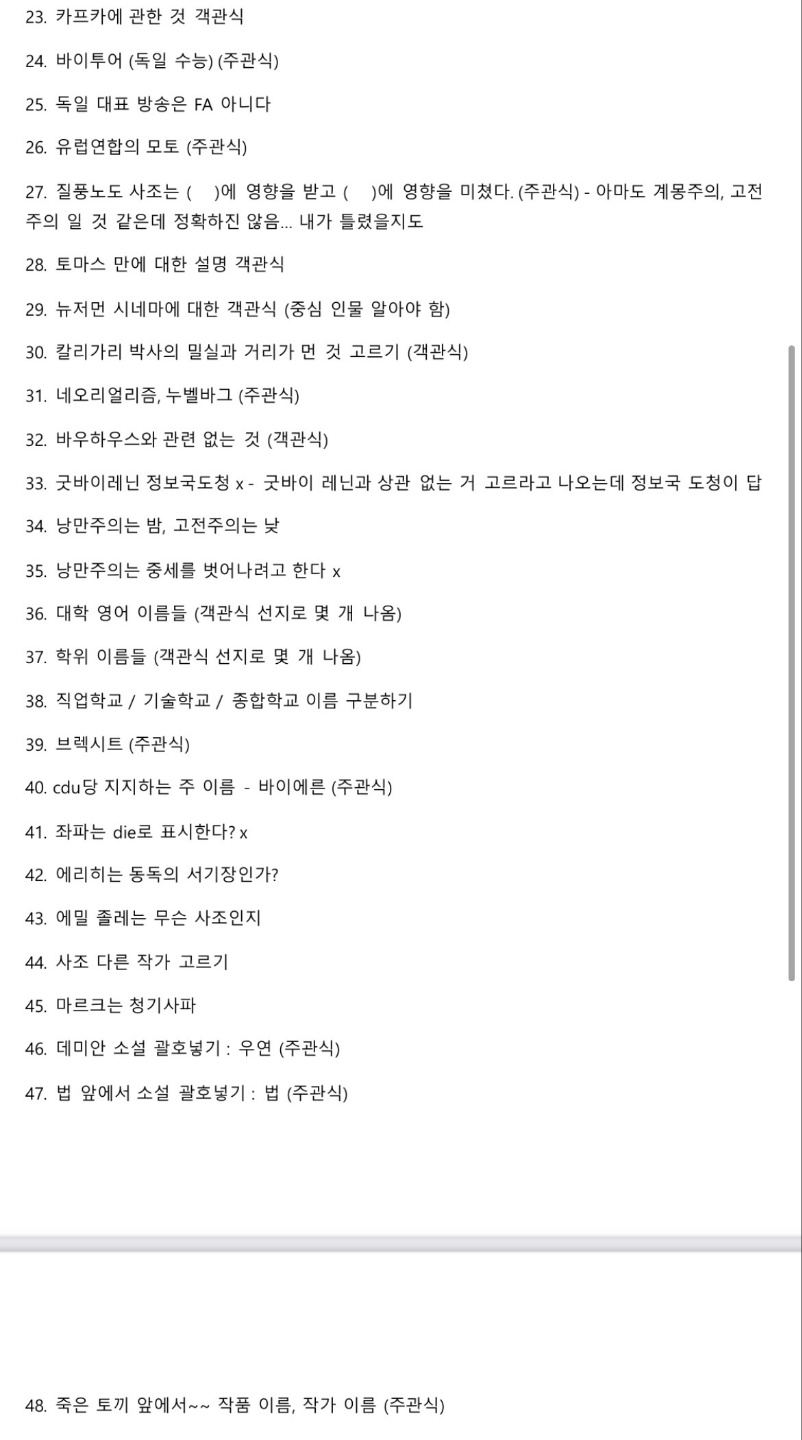 23. 카프카에 관한 것 객관식
24. 바이투어 (독일 수능) (주관식)
25. 독일 대표 방송은 FA 아니다
26. 유럽연합의 모토 (주관식)
27. 질풍노도 사조는 (    )에 영향을 받고 (    )에 영향을 미쳤다. (주관식) - 아마도 계몽주의, 고전
주의 일 것 같은데 정확하진 않음... 내가 틀렸을지도
28. 토마스 만에 대한 설명 객관식
29. 뉴저먼 시네마에 대한 객관식 (중심 인물 알아야 함)
30. 칼리가리 박사의 밀실과 거리가 먼 것 고르기 (객관식)
31. 네오리얼리즘, 누벨바그 (주관식)
32. 바우하우스와 관련 없는 것 (객관식)
33. 굿바이레닌 정보국도청 x - 굿바이 레닌과 상관 없는 거 고르라고 나오는데 정보국 도청이 답
34. 낭만주의는 밤, 고전주의는 낮
35. 낭만주의는 중세를 벗어나려고 한다 x
36. 대학 영어 이름들 (객관식 선지로 몇 개 나옴)
37. 학위 이름들 (객관식 선지로 몇 개 나옴)
38. 직업학교 / 기술학교 / 종합학교 이름 구분하기
39. 브렉시트 (주관식)
40. cdu당 지지하는 주 이름 - 바이에른 (주관식)
41. 좌파는 die로 표시한다? x
42. 에리히는 동독의 서기장인가?
43. 에밀 졸레는 무슨 사조인지
44. 사조 다른 작가 고르기
45. 마르크는 청기사파
46. 데미안 소설 괄호넣기 : 우연 (주관식)
47. 법 앞에서 소설 괄호넣기 : 법 (주관식)
48. 죽은 토끼 앞에서~~ 작품 이름, 작가 이름 (주관식)